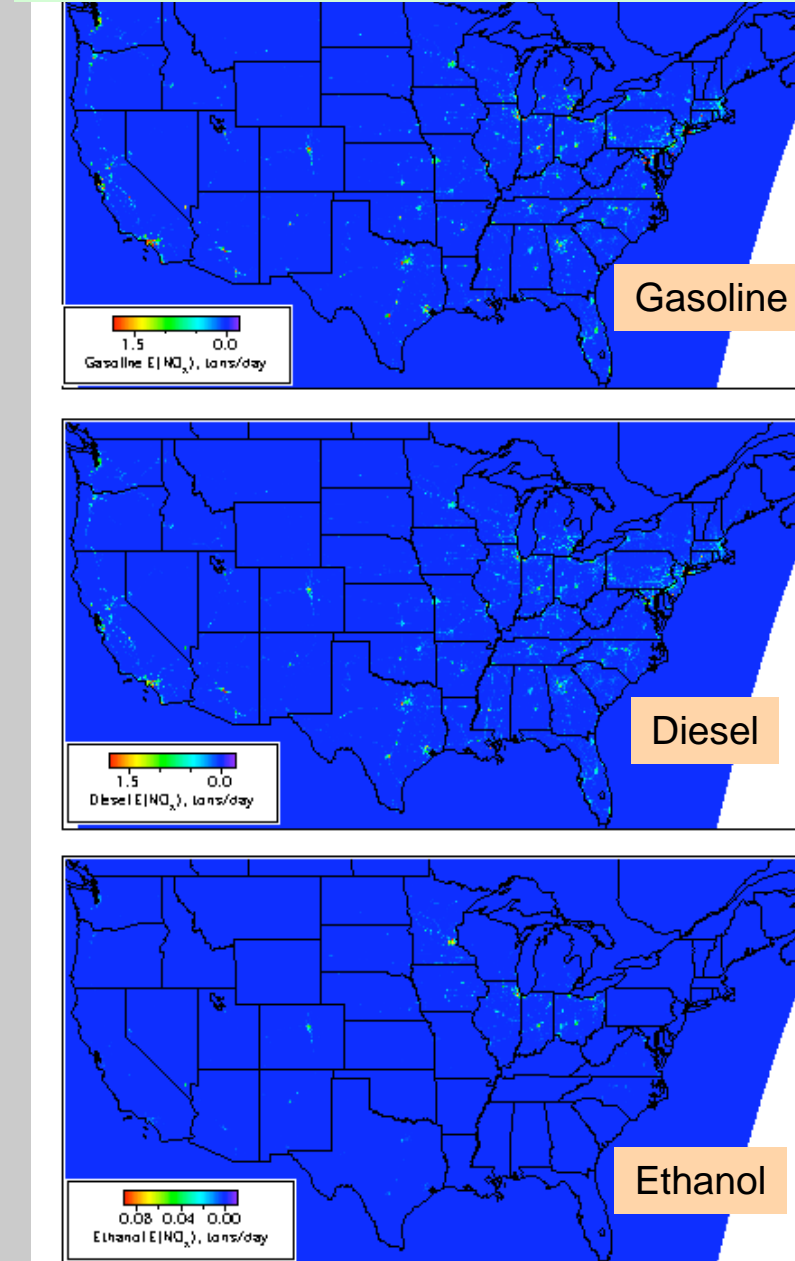 Gasoline
1.5 0.0
Gasoline E(NOx), tons/day
Diesel
1.5 0.0
Diesel E(NOx), tons/day
Ethanol
0.08 0.04 0.00
Ethanol E(NOx), tons/day